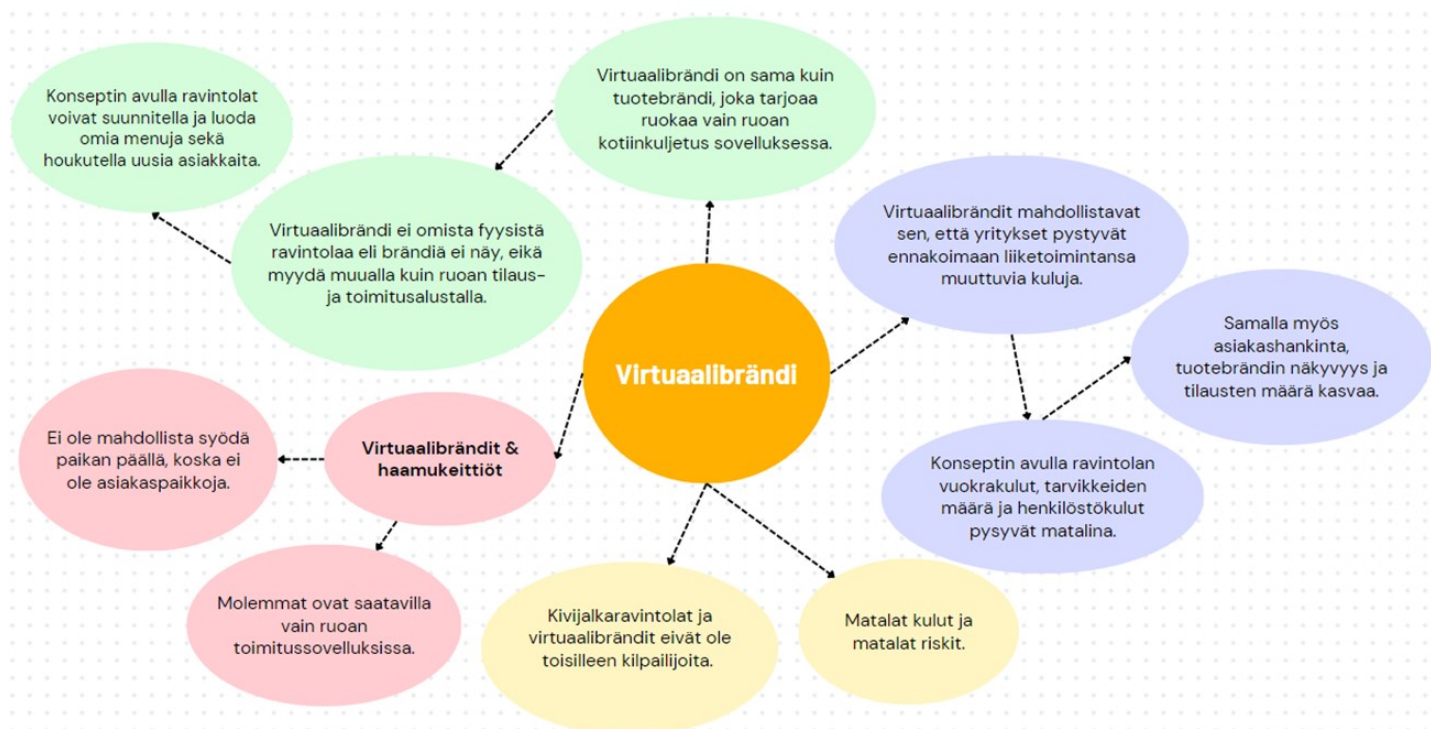 Konseptin avulla ravintolat
voivat suunnitella ja luoda
omia menuja sekä
houkutella uusia asiakkaita.
Virtuaalibrändi on sama kuin
tuotebrändi, joka tarjoaa
ruokaa vain ruoan
kotiinkuljetus sovelluksessa.
Virtuaalibrändi ei omista fyysistä
ravintolaa eli brändiä ei näy, eikä
myydä muualla kuin ruoan tilaus-
ja toimitusalustalla.
Virtuaalibrändit mahdollistavat
sen, että yritykset pystyvät
ennakoimaan liiketoimintansa
muuttuvia kuluja.
Samalla myös
asiakashankinta,
tuotebrändin näkyvyys ja
tilausten määrä kasvaa.
Virtuaalibrändi
Ei ole mahdollista syödä
paikan päällä, koska ei
ole asiakaspaikkoja.
Virtuaalibrändit &
haamukeittiöt
Konseptin avulla ravintolan
vuokrakulut, tarvikkeiden
määrä ja henkilöstökulut
pysyvät matalina.
Molemmat ovat saatavilla
vain ruoan
toimitussovelluksissa.
Kivijalkaravintolat ja
virtuaalibrändit eivät ole
toisilleen kilpailijoita.
Matalat kulut ja
matalat riskit.